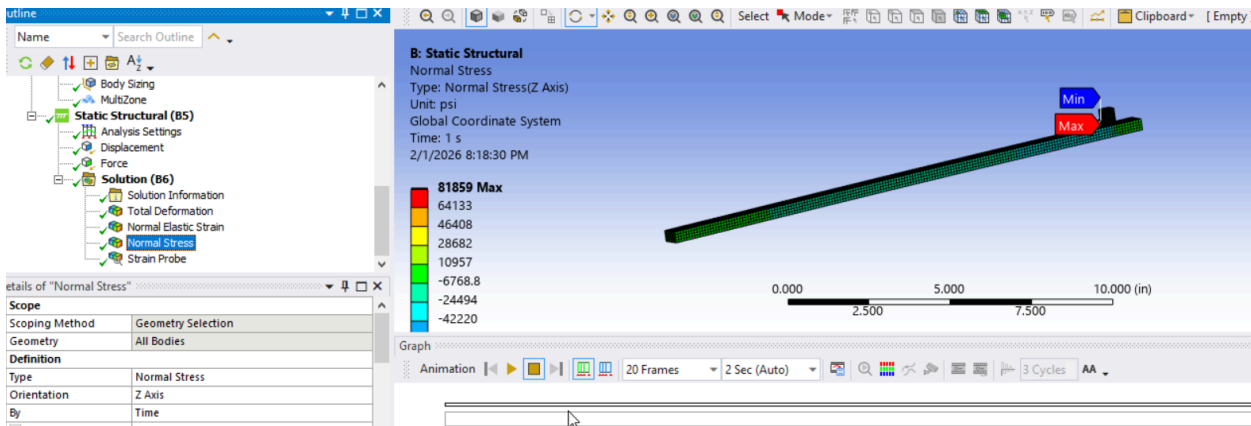 utline
Name
Search Outline
Body Sizing
MultiZone
Static Structural (B5)
Analysis Settings
Displacement
Force
Solution (B6)
Solution Information
Total Deformation
Normal Elastic Strain
Normal Stress
Strain Probe
etails of "Normal Stress"
Scope
Scoping Method Geometry Selection
Geometry All Bodies
Definition
Type Normal Stress
Orientation Z Axis
By Time
Select Mode Clipboard [Empty
B: Static Structural
Normal Stress
Type: Normal Stress(Z Axis)
Unit: psi
Global Coordinate System
Time: 1 s
2/1/2026 8:18:30 PM
81859 Max
64133
46408
28682
10957
-6768.8
-24494
-42220
Min
Max
0.000 5.000 10.000 (in)
2.500 7.500
Graph
Animation 20 Frames 2 Sec (Auto) 3 Cycles AA